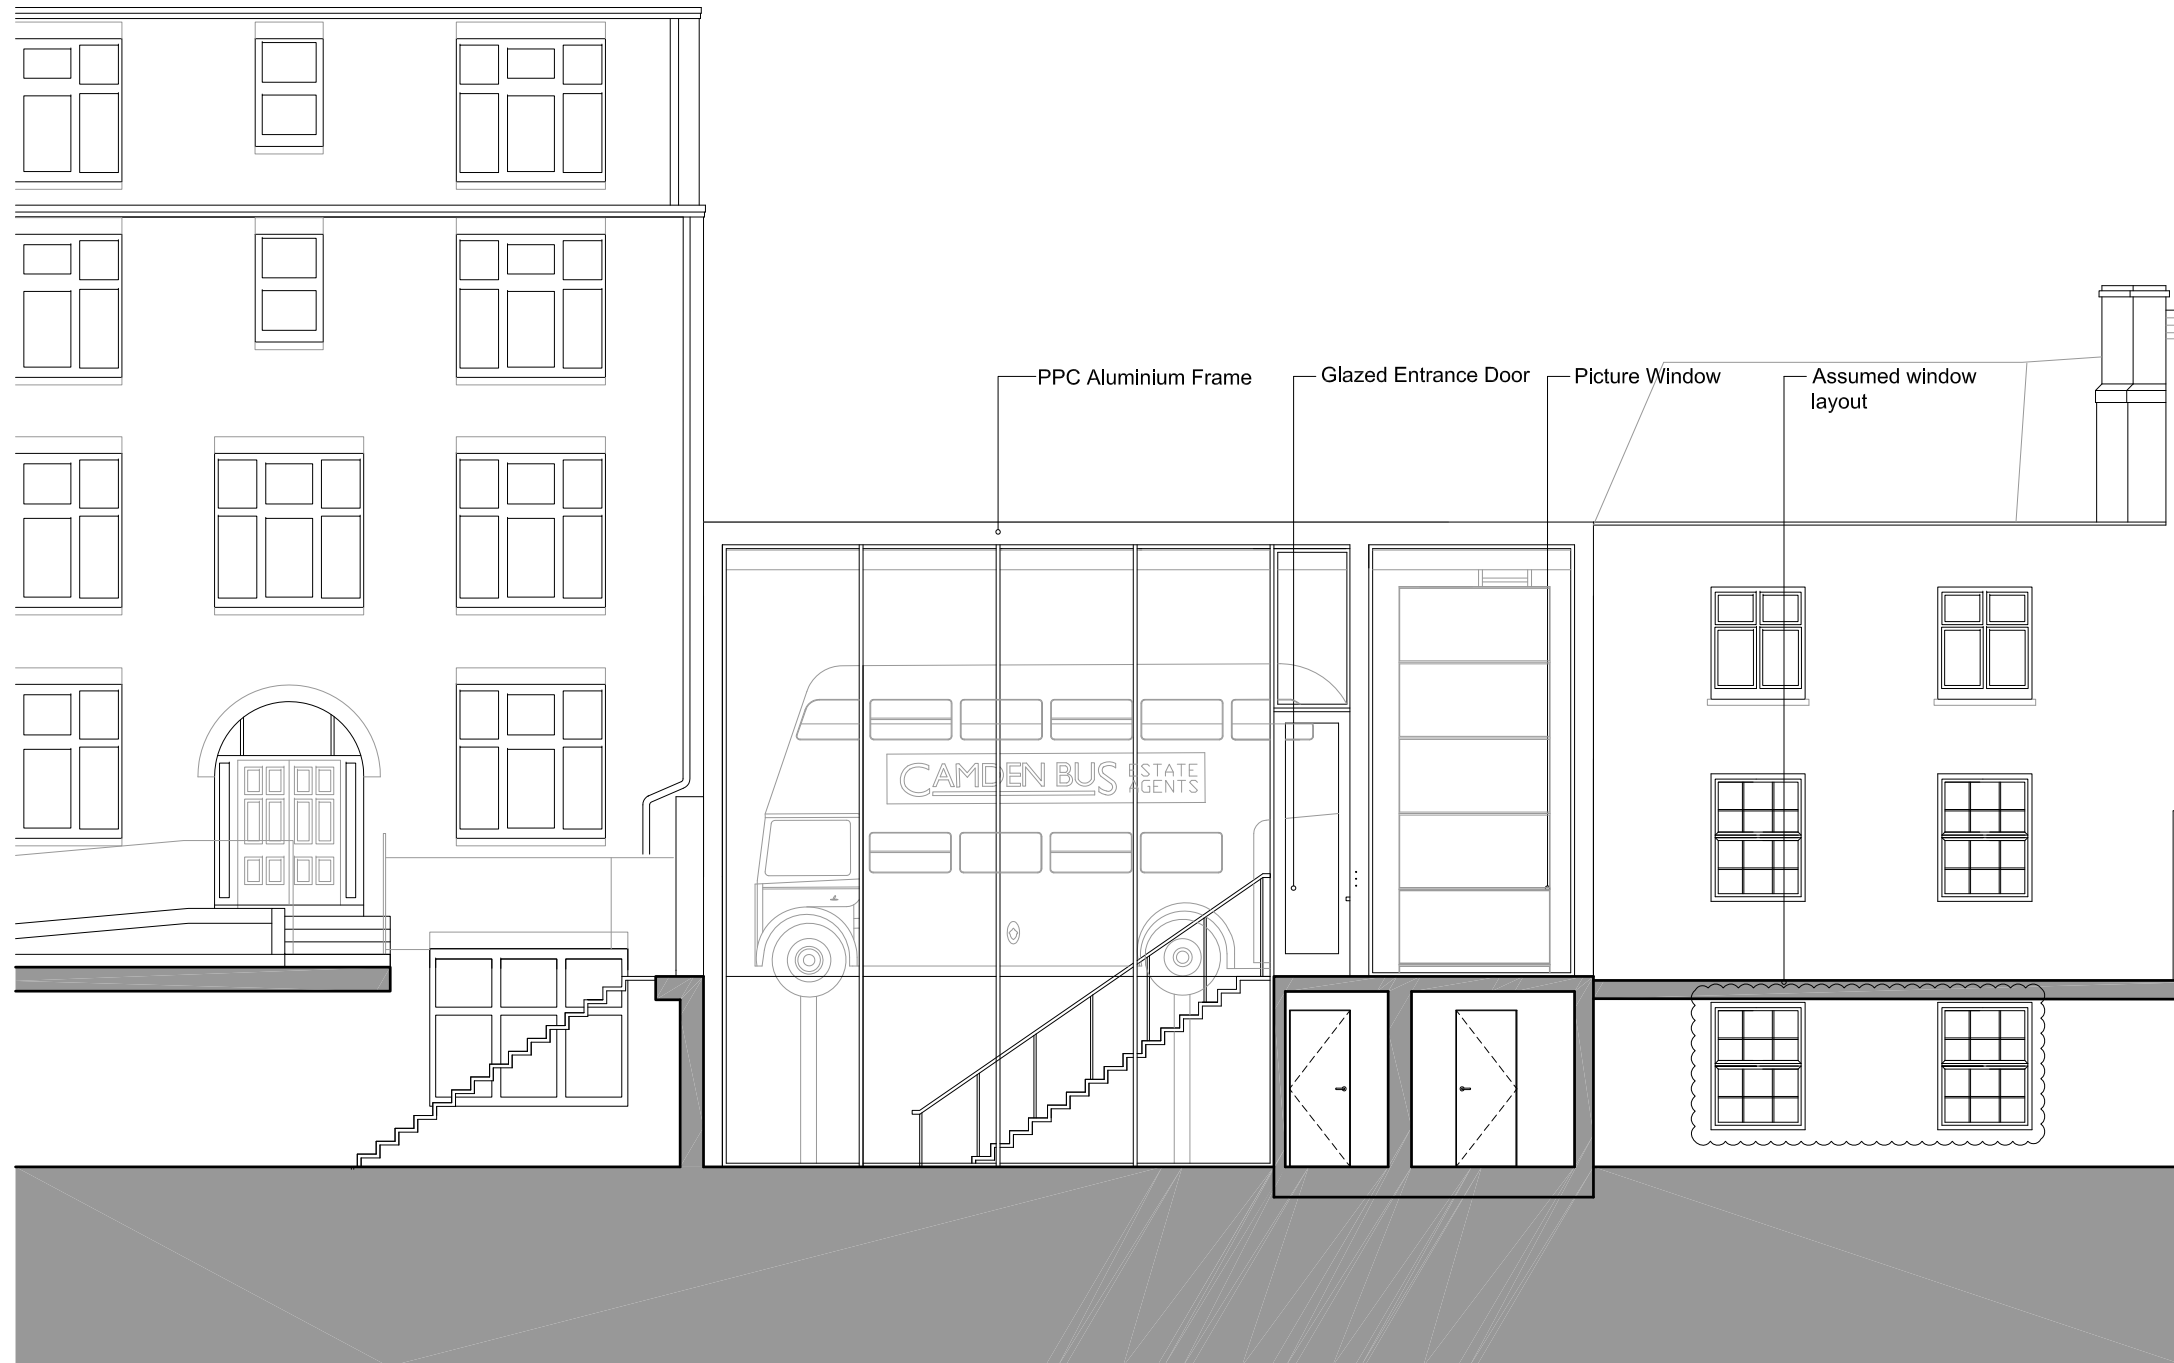 PPC Aluminium Frame
Glazed Entrance Door
Picture Window
Assumed window
layout
CAMDEN BUS
ESTATE
AGENTS